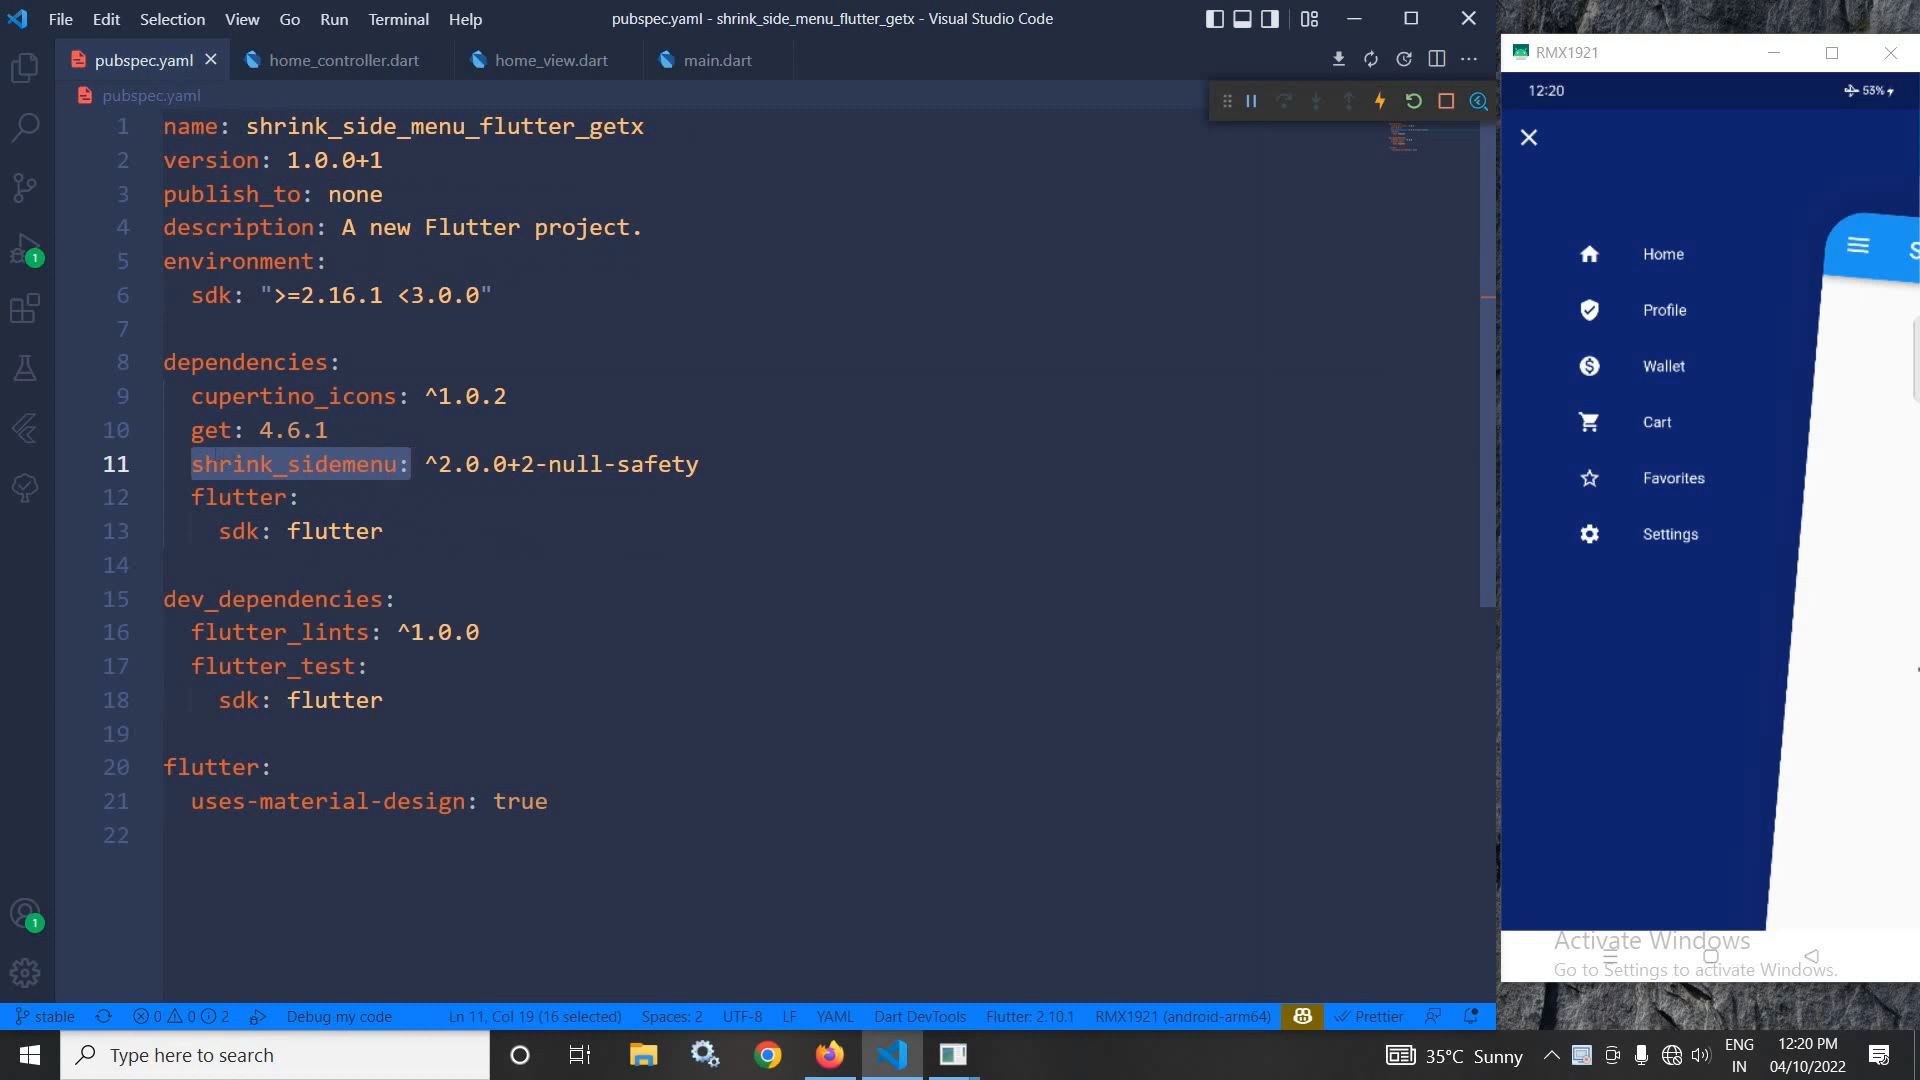 File Edit Selection View Go Run Terminal Help
pubspec.yaml - shrink_side_menu_flutter_getx - Visual Studio Code
pubspec.yaml home_controller.dart home_view.dart main.dart
pubspec.yaml
1 name: shrink_side_menu_flutter_getx
2 version: 1.0.0+1
3 publish_to: none
4 description: A new Flutter project.
5 environment:
6 sdk: ">=2.16.1 <3.0.0"
7
8 dependencies:
9 cupertino_icons: ^1.0.2
10 get: 4.6.1
11 shrink_sidemenu: ^2.0.0+2-null-safety
12 flutter:
13 sdk: flutter
14
15 dev_dependencies:
16 flutter_lints: ^1.0.0
17 flutter_test:
18 sdk: flutter
19
20 flutter:
21 uses-material-design: true
22
1
1
stable 0 0 2 Debug my code Ln 11, Col 19 (16 selected) Spaces: 2 UTF-8 LF YAML Dart DevTools Flutter: 2.10.1 RMX1921 (android-arm64) Prettier
RMX1921
12:20 53%
S
Home
Profile
Wallet
Cart
Favorites
Settings
Activate Windows
Go to Settings to activate Windows.
Type here to search
35°C Sunny
ENG
IN
12:20 PM
04/10/2022